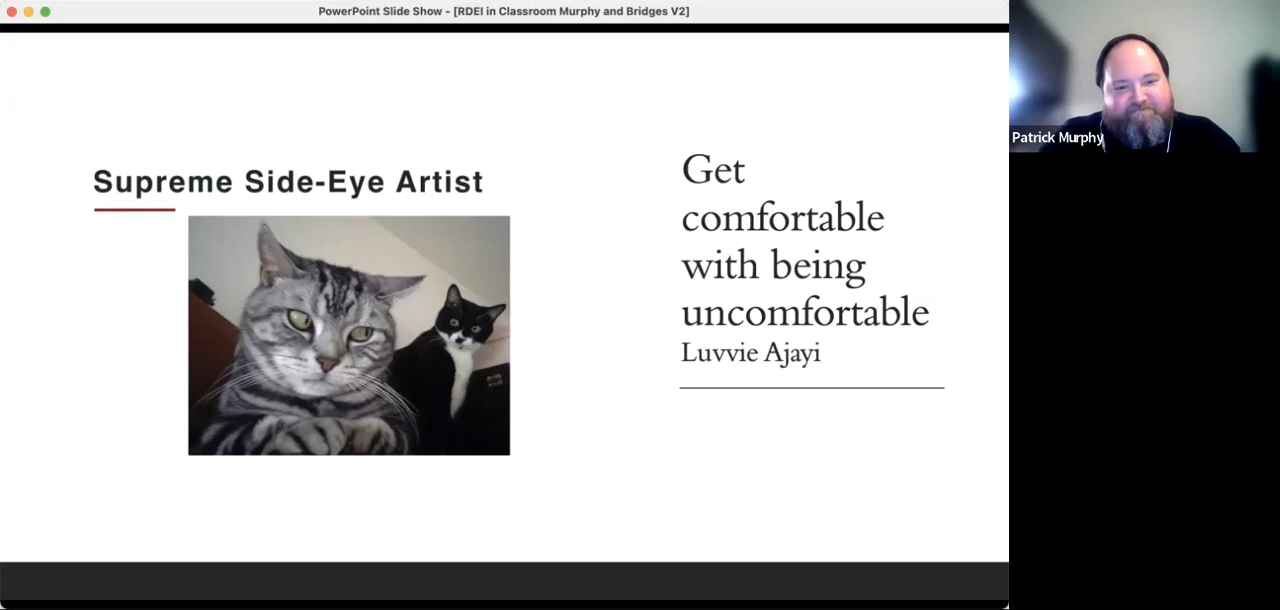 PowerPoint Slide Show - [RDEI in Classroom Murphy and Bridges V2]
Supreme Side-Eye Artist
Get
comfortable
with being
uncomfortable
Luvvie Ajayi
Patrick Murphy